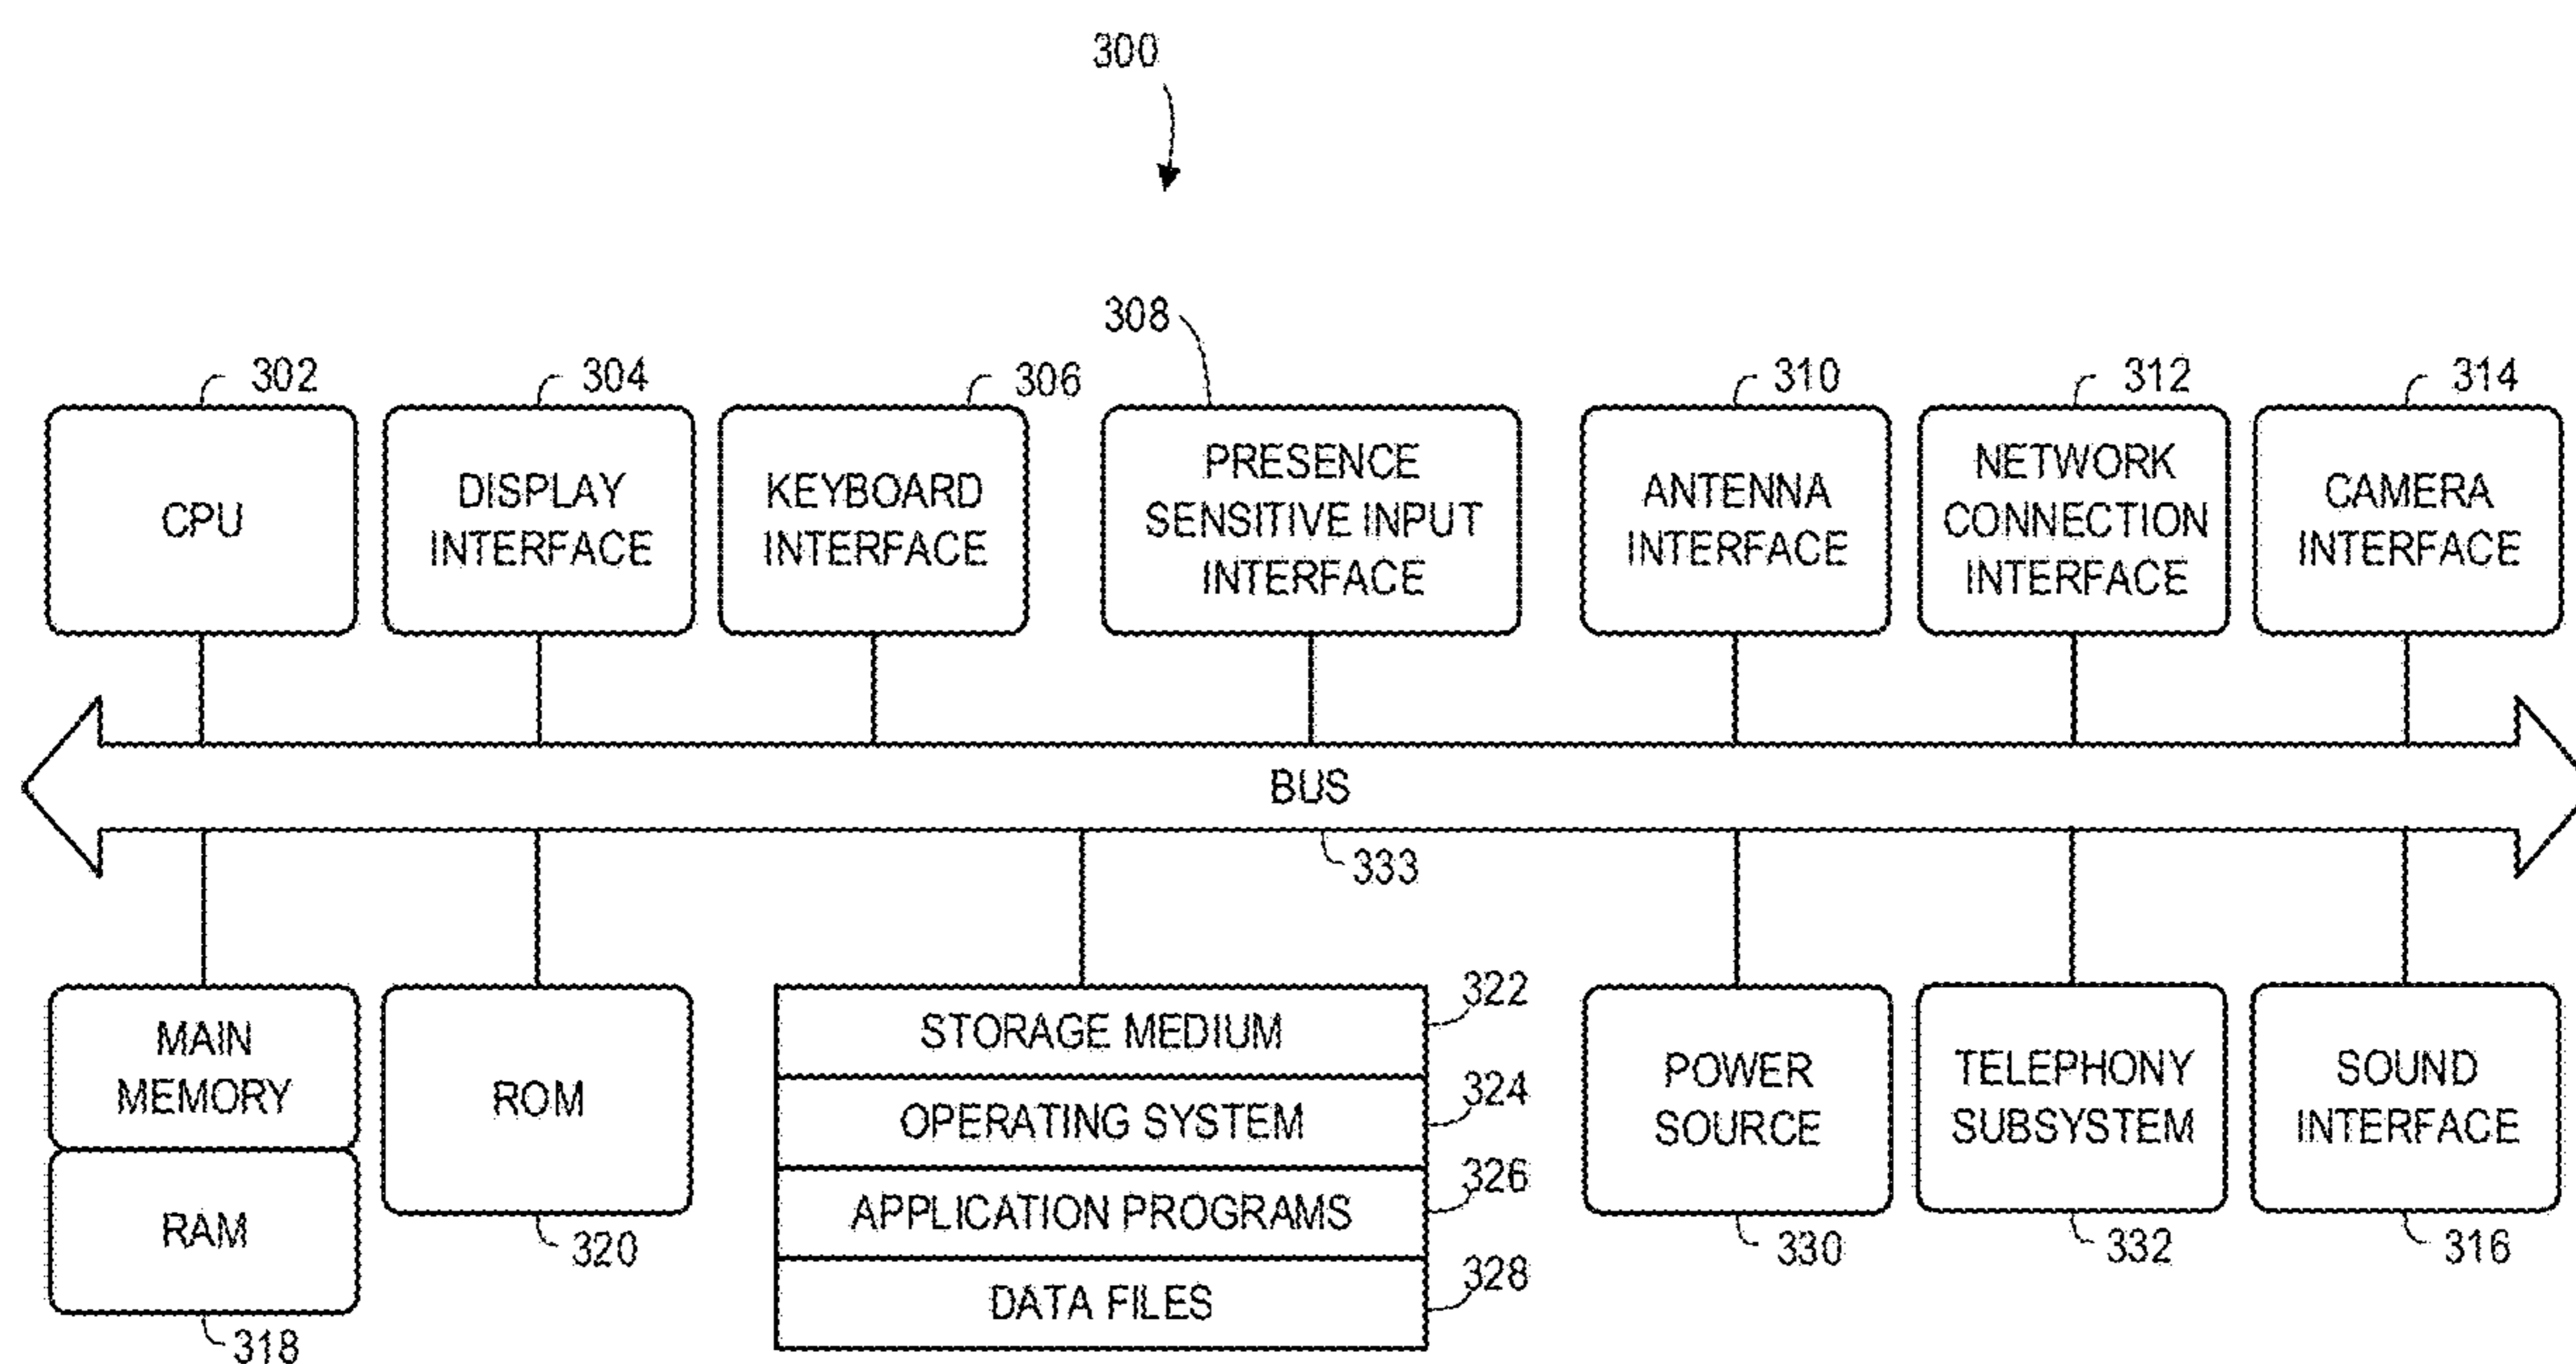 300
308
302
304
306
310
312
314
CPU
DISPLAY
INTERFACE
KEYBOARD
INTERFACE
PRESENCE
SENSITIVE INPUT
INTERFACE
ANTENNA
INTERFACE
NETWORK
CONNECTION
INTERFACE
CAMERA
INTERFACE
BUS
333
MAIN
MEMORY
RAM
318
ROM
320
STORAGE MEDIUM
322
OPERATING SYSTEM
324
APPLICATION PROGRAMS
326
DATA FILES
328
POWER
SOURCE
330
TELEPHONY
SUBSYSTEM
332
SOUND
INTERFACE
316